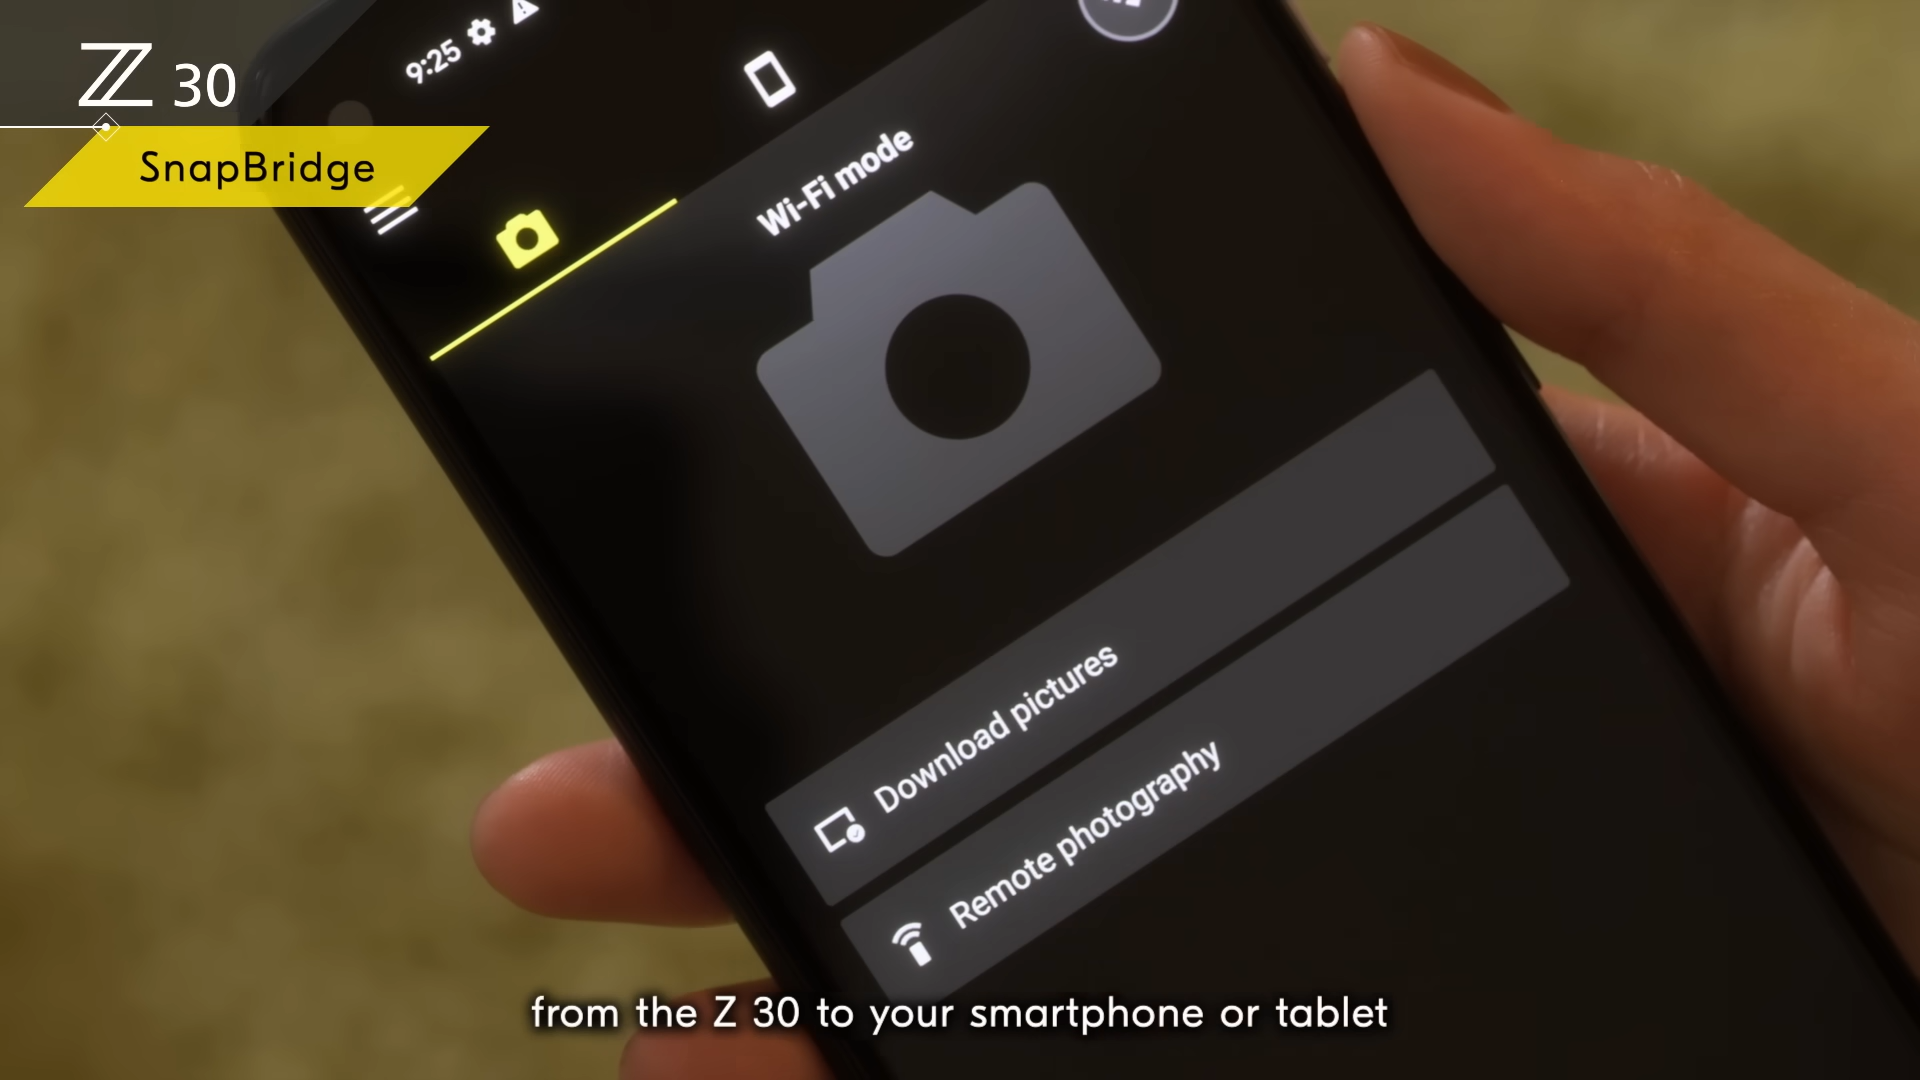 Z 30
SnapBridge
9:25
Wi-Fi mode
Download pictures
Remote photography
from the Z 30 to your smartphone or tablet